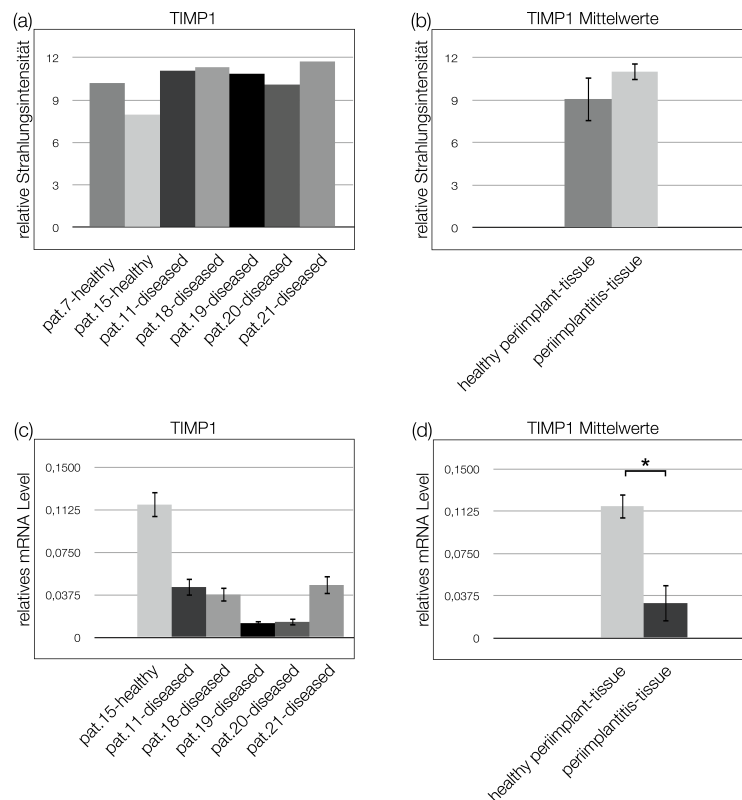 (a)
TIMP1
relative Strahlungsintensität
12
9
6
3
0
pat.7-healthy
pat.15-healthy
pat.11-diseased
pat.18-diseased
pat.19-diseased
pat.20-diseased
pat.21-diseased
(b)
TIMP1 Mittelwerte
relative Strahlungsintensität
12
9
6
3
0
healthy periimplant-tissue
periimplantitis-tissue
(c)
TIMP1
relatives mRNA Level
0,1500
0,1125
0,0750
0,0375
0
pat.15-healthy
pat.11-diseased
pat.18-diseased
pat.19-diseased
pat.20-diseased
pat.21-diseased
(d)
TIMP1 Mittelwerte
relatives mRNA Level
0,1500
0,1125
0,0750
0,0375
0
*
healthy periimplant-tissue
periimplantitis-tissue